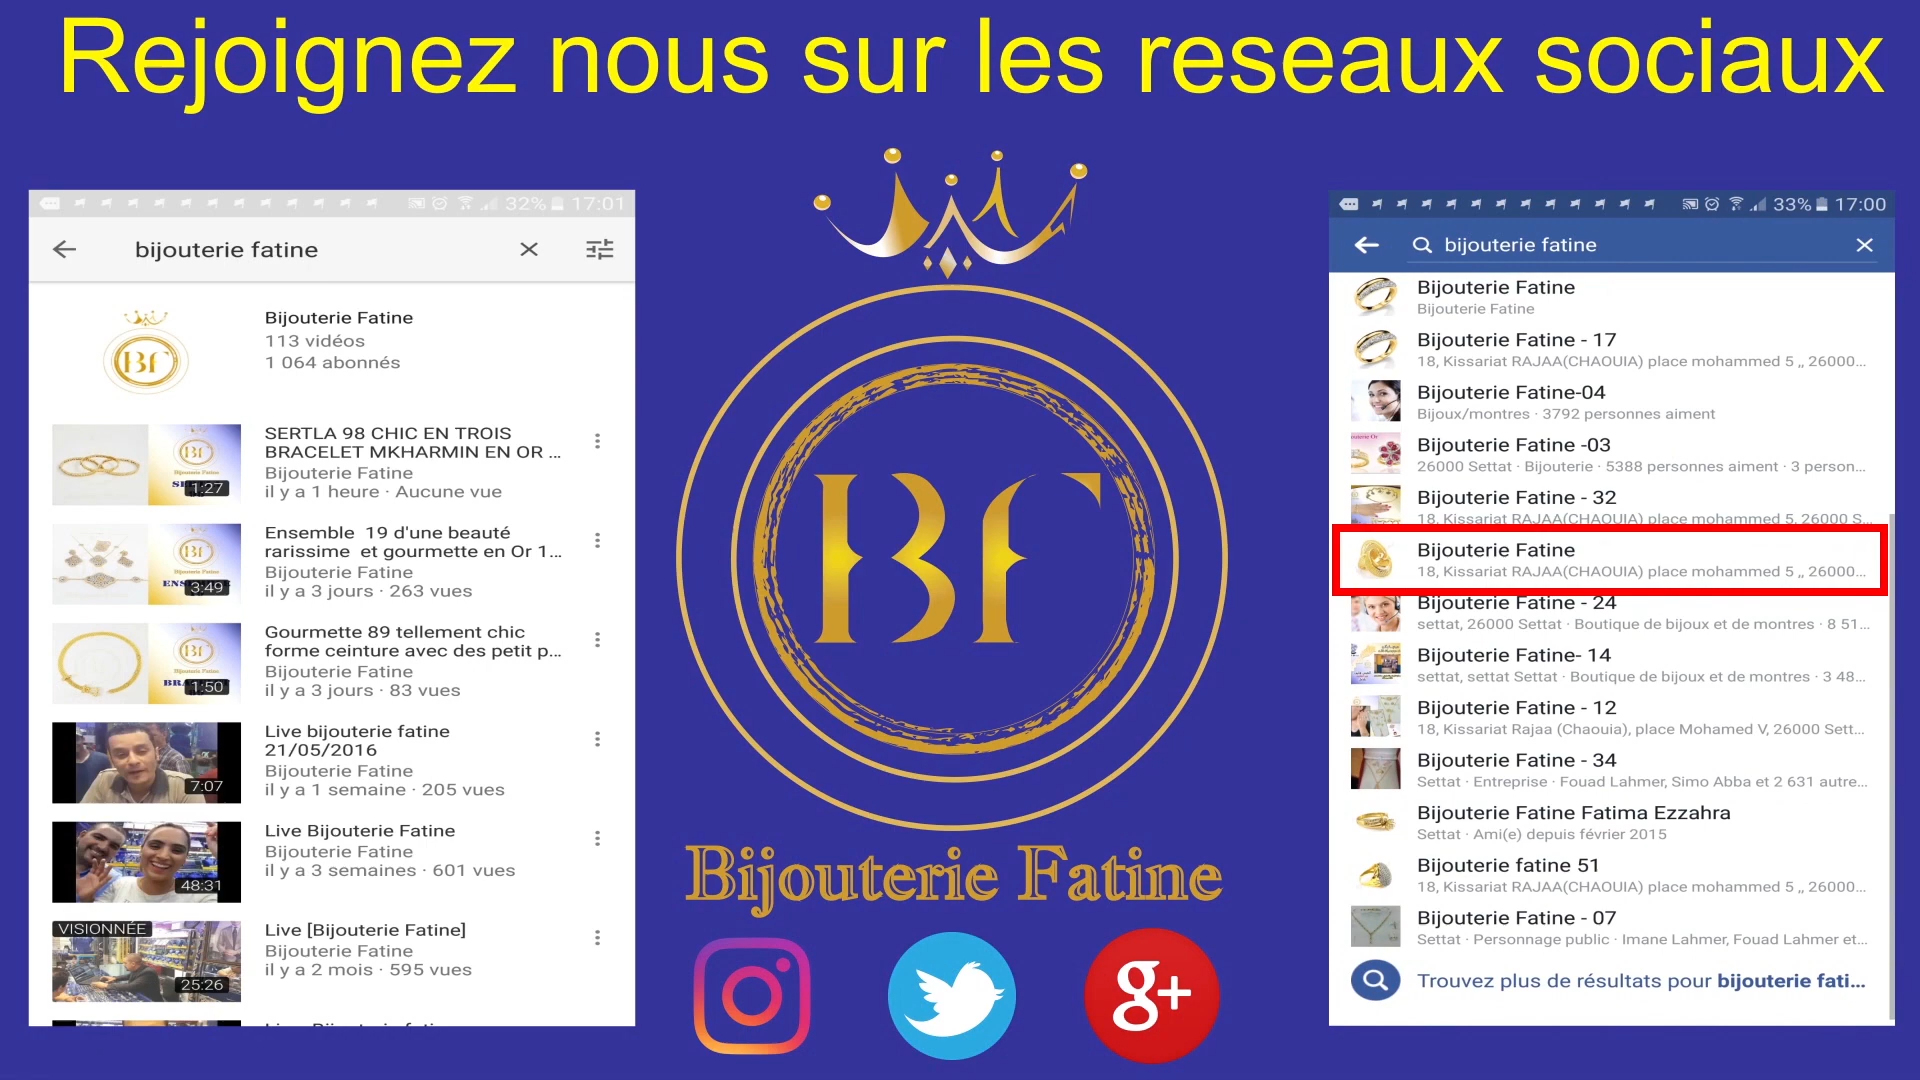 Rejoignez nous sur les reseaux sociaux
32% 17:01
bijouterie fatine
Bijouterie Fatine
113 vidéos
1 064 abonnés
BF
SERTLA 98 CHIC EN TROIS
BRACELET MKHARMIN EN OR ...
Bijouterie Fatine
il y a 1 heure · Aucune vue
1:27
Ensemble 19 d'une beauté
rarissime et gourmette en Or 1...
Bijouterie Fatine
il y a 3 jours · 263 vues
3:49
Gourmette 89 tellement chic
forme ceinture avec des petit p...
Bijouterie Fatine
il y a 3 jours · 83 vues
1:50
Live bijouterie fatine
21/05/2016
Bijouterie Fatine
il y a 1 semaine · 205 vues
7:07
Live Bijouterie Fatine
Bijouterie Fatine
il y a 3 semaines · 601 vues
48:31
VISIONNÉE
Live [Bijouterie Fatine]
Bijouterie Fatine
il y a 2 mois · 595 vues
25:26
BF
Bijouterie Fatine
g+
33% 17:00
bijouterie fatine
Bijouterie Fatine
Bijouterie Fatine
Bijouterie Fatine - 17
18, Kissariat RAJAA(CHAOUIA) place mohammed 5 ,, 26000...
Bijouterie Fatine-04
Bijoux/montres · 3792 personnes aiment
Bijouterie Fatine -03
26000 Settat · Bijouterie · 5388 personnes aiment · 3 person...
Bijouterie Fatine - 32
18, Kissariat RAJAA(CHAOUIA) place mohammed 5, 26000 S...
Bijouterie Fatine
18, Kissariat RAJAA(CHAOUIA) place mohammed 5 ,, 26000...
Bijouterie Fatine - 24
settat, 26000 Settat · Boutique de bijoux et de montres · 8 51...
Bijouterie Fatine- 14
settat, settat Settat · Boutique de bijoux et de montres · 3 48...
Bijouterie Fatine - 12
18, Kissariat Rajaa (Chaouia), place Mohamed V, 26000 Sett...
Bijouterie Fatine - 34
Settat · Entreprise · Fouad Lahmer, Simo Abba et 2 631 autre...
Bijouterie Fatine Fatima Ezzahra
Settat · Ami(e) depuis février 2015
Bijouterie fatine 51
18, Kissariat RAJAA(CHAOUIA) place mohammed 5 ,, 26000...
Bijouterie Fatine - 07
Settat · Personnage public · Imane Lahmer, Fouad Lahmer et...
Trouvez plus de résultats pour bijouterie fati...